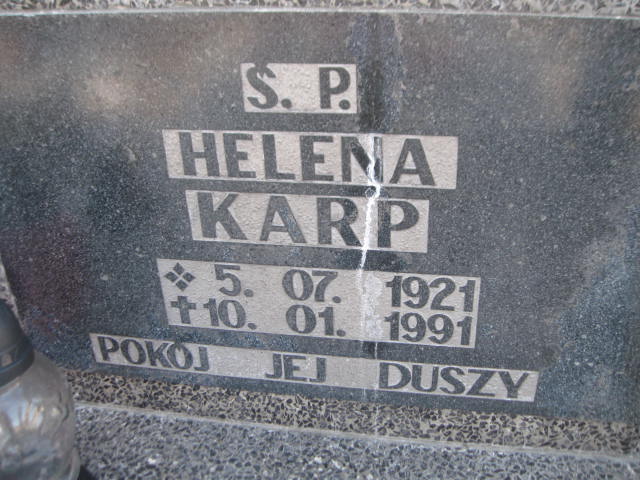 Ś. P.
HELENA
KARP
❖ 5. 07. 1921
✝ 10. 01. 1991
POKÓJ JEJ DUSZY